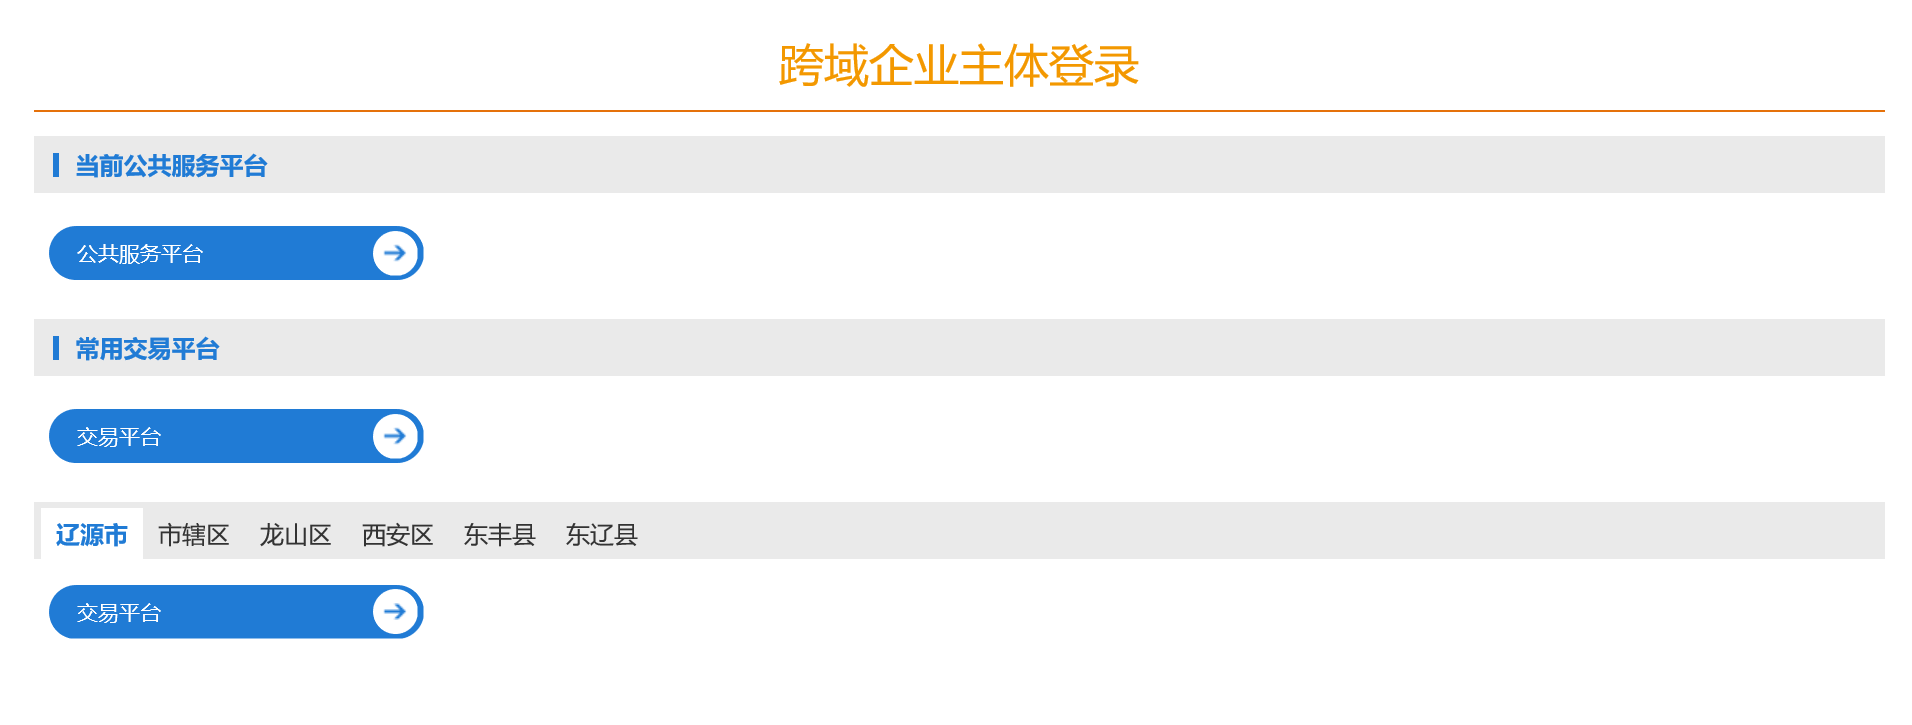 跨域企业主体登录
当前公共服务平台
公共服务平台
常用交易平台
交易平台
辽源市 市辖区 龙山区 西安区 东丰县 东辽县
交易平台